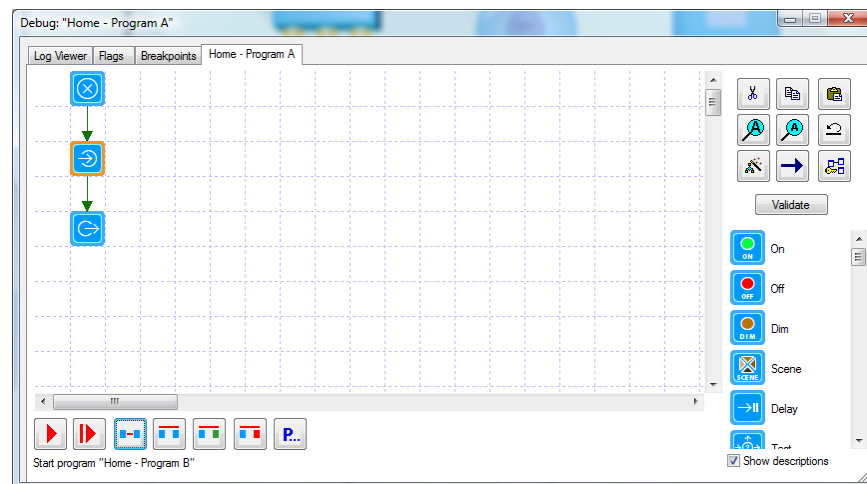 Debug: "Home - Program A"
Log Viewer Flags Breakpoints Home - Program A
A A
Validate
ON On
OFF Off
DIM Dim
SCENE Scene
Delay
P...
Start program "Home - Program B"
Show descriptions